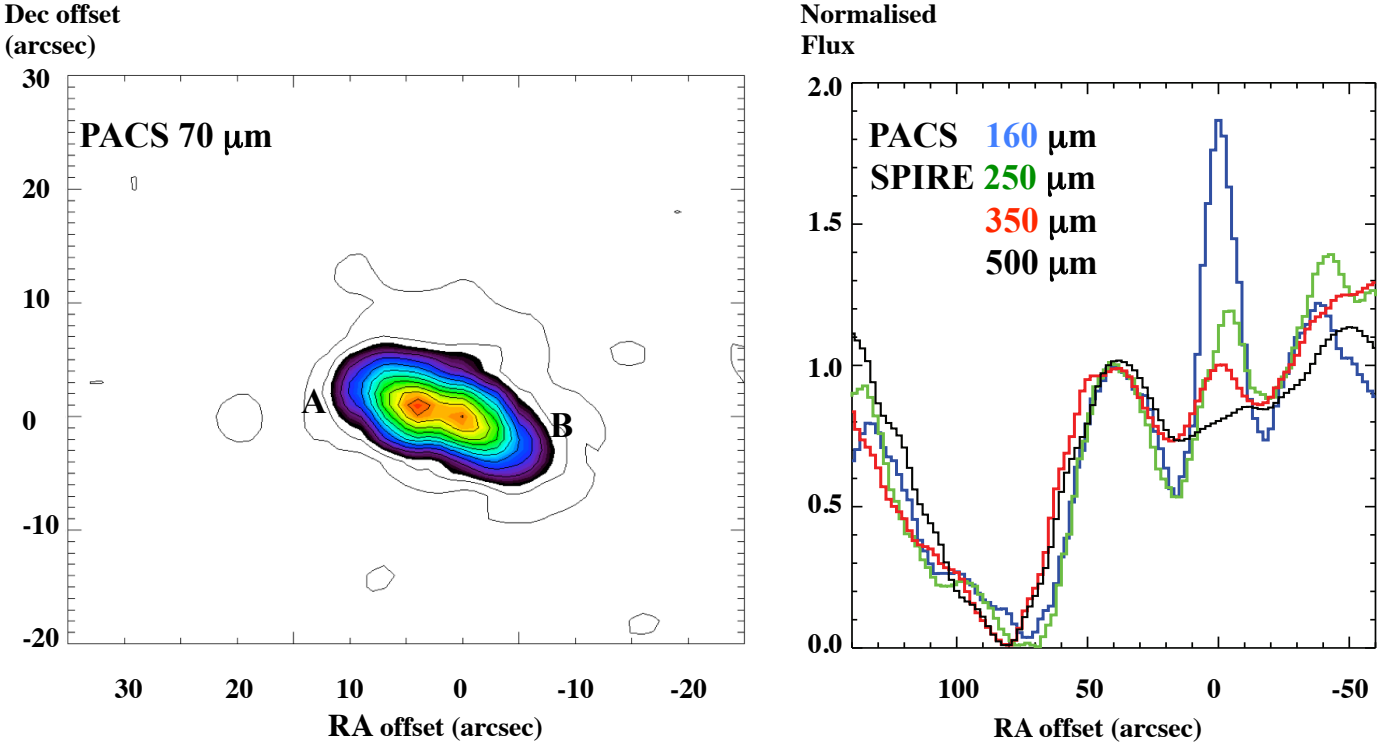 Dec offset
(arcsec)
30
20
10
0
-10
-20
PACS 70 μm
A
B
30 20 10 0 -10 -20
RA offset (arcsec)
Normalised
Flux
2.0
1.5
1.0
0.5
0.0
PACS 160 μm
SPIRE 250 μm
350 μm
500 μm
100 50 0 -50
RA offset (arcsec)